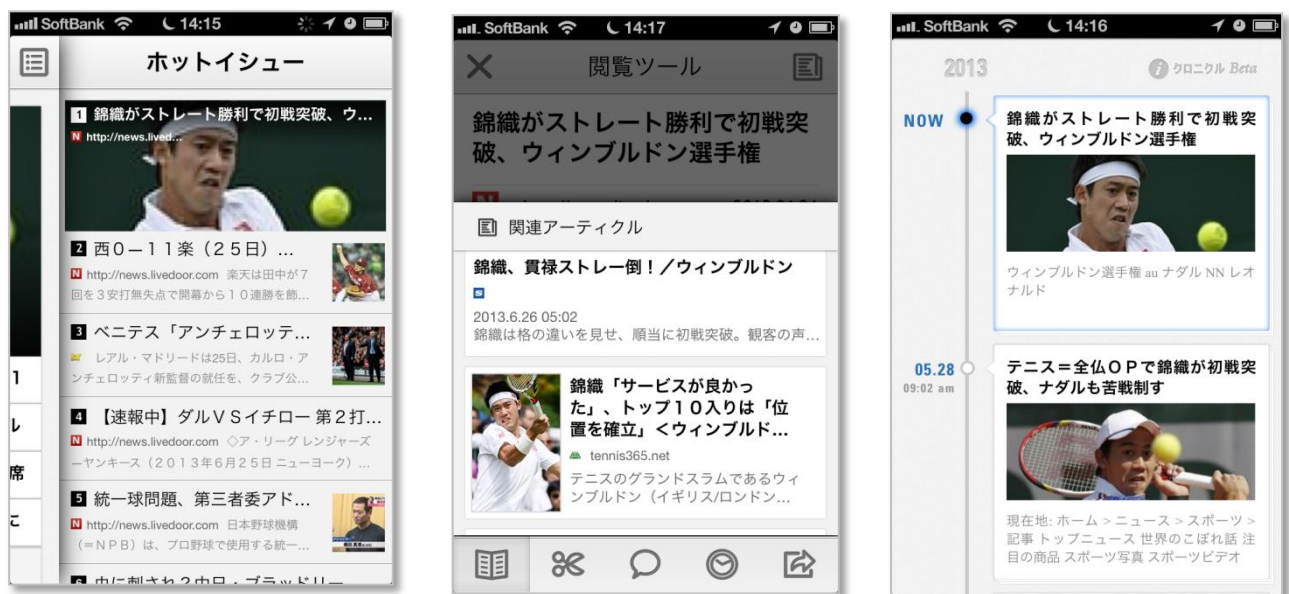 SoftBank 14:15
ホットイシュー
1 錦織がストレート勝利で初戦突破、ウ...
N http://news.lived...
2 西０－１１楽（２５日）...
N http://news.livedoor.com 楽天は田中が７
回を３安打無失点で開幕から１０連勝を飾...
3 ベニテス「アンチェロッテ...
レアル・マドリードは25日、カルロ・ア
ンチェロッティ新監督の就任を、クラブ公...
4 【速報中】ダルＶＳイチロー 第２打...
N http://news.livedoor.com ◇ア・リーグ レンジャーズ
―ヤンキース（２０１３年６月２５日 ニューヨーク）...
5 統一球問題、第三者委アド...
N http://news.livedoor.com 日本野球機構
（＝ＮＰＢ）は、プロ野球で使用する統一...
1
ル
席
に
SoftBank 14:17
閲覧ツール
錦織がストレート勝利で初戦突
破、ウィンブルドン選手権
関連アーティクル
錦織、貫禄ストレー倒！／ウィンブルドン
s
2013.6.26 05:02
錦織は格の違いを見せ、順当に初戦突破。観客の声...
錦織「サービスが良かっ
た」、トップ１０入りは「位
置を確立」＜ウィンブルド...
tennis365.net
テニスのグランドスラムであるウィ
ンブルドン（イギリス/ロンドン...
SoftBank 14:16
2013
クロニクル Beta
NOW
錦織がストレート勝利で初戦突
破、ウィンブルドン選手権
ウィンブルドン選手権 au ナダル NN レオ
ナルド
05.28
09:02 am
テニス＝全仏ＯＰで錦織が初戦突
破、ナダルも苦戦制す
現在地: ホーム > ニュース > スポーツ >
記事 トップニュース 世界のこぼれ話 注
目の商品 スポーツ写真 スポーツビデオ